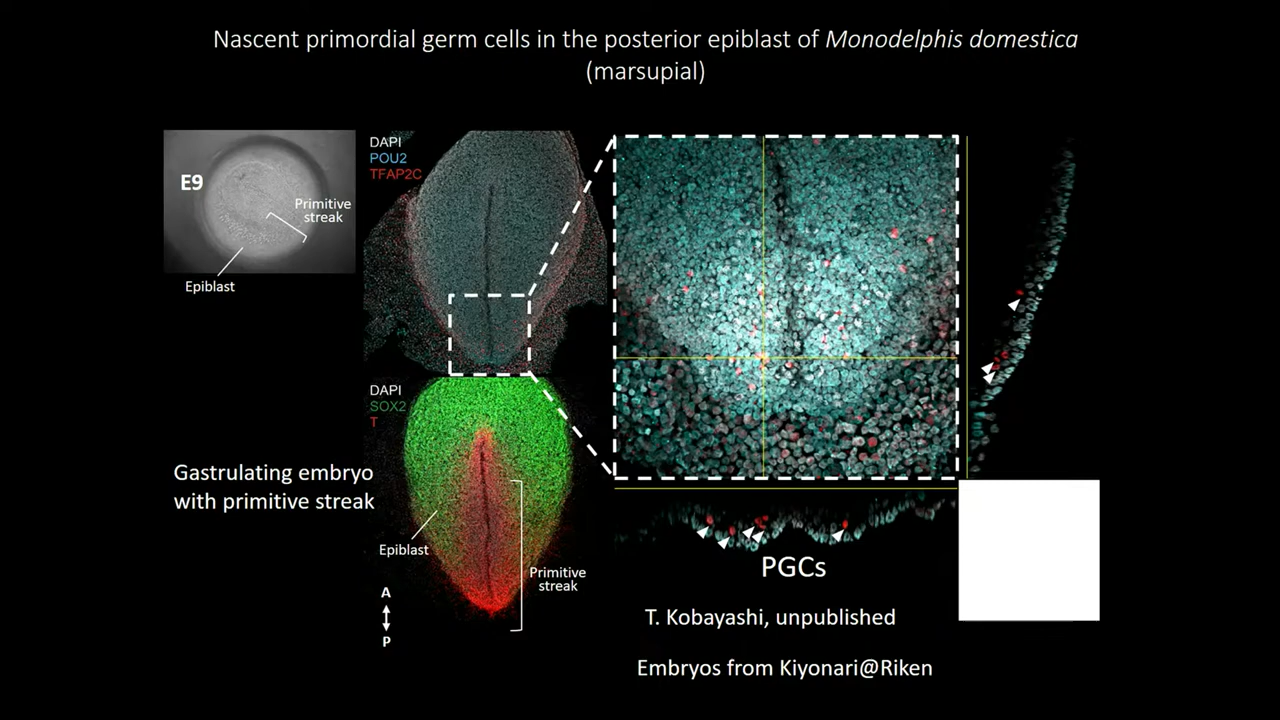 Nascent primordial germ cells in the posterior epiblast of Monodelphis domestica
(marsupial)
E9
Primitive
streak
Epiblast
DAPI
POU2
TFAP2C
DAPI
SOX2
T
Gastrulating embryo
with primitive streak
Epiblast
Primitive
streak
A
P
PGCs
T. Kobayashi, unpublished
Embryos from Kiyonari@Riken